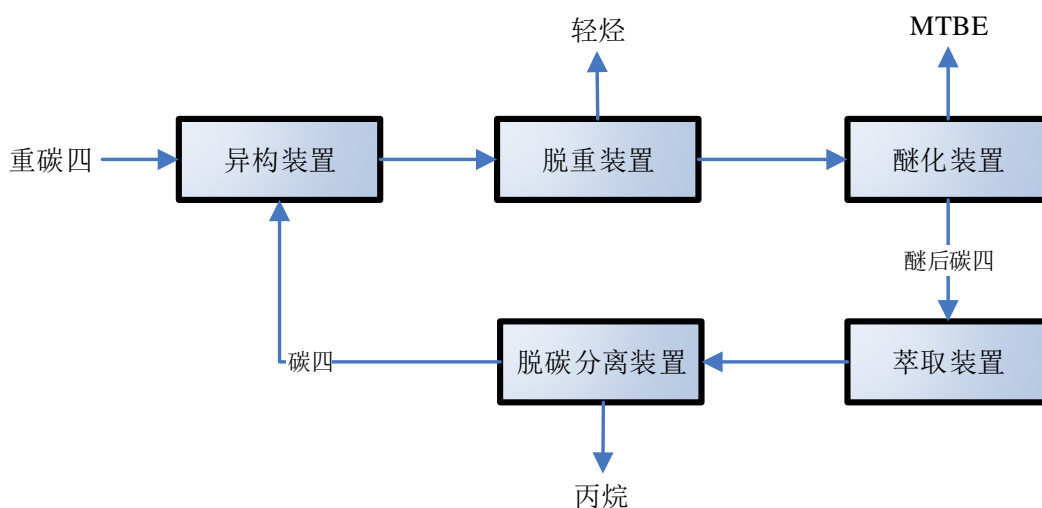 轻烃
MTBE
重碳四
异构装置
脱重装置
醚化装置
醚后碳四
碳四
脱碳分离装置
萃取装置
丙烷